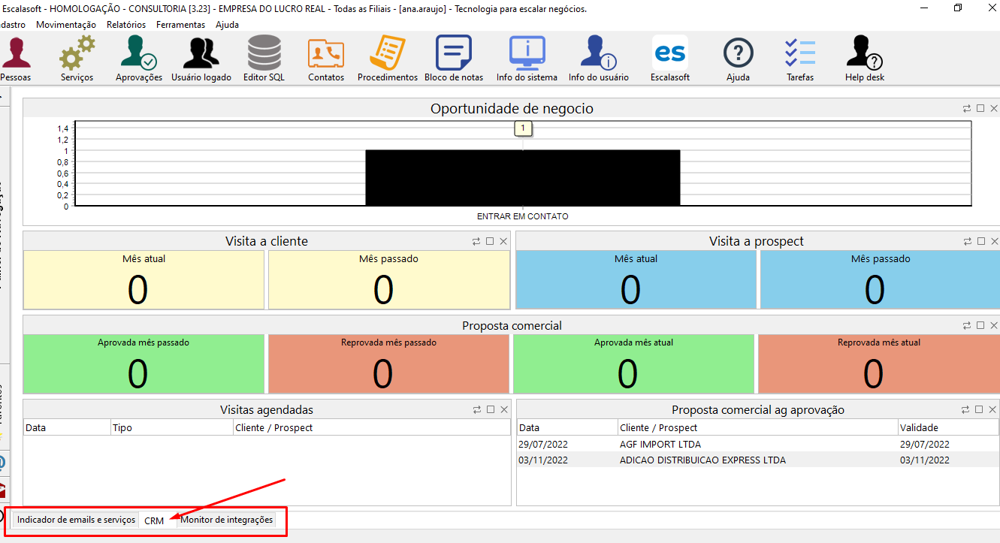 Escalasoft - HOMOLOGAÇÃO - CONSULTORIA [3.23] - EMPRESA DO LUCRO REAL - Todas as Filiais - [ana.araujo] - Tecnologia para escalar negócios.
dastro Movimentação Relatórios Ferramentas Ajuda
es
Pessoas Serviços Aprovações Usuário logado Editor SQL Contatos Procedimentos Bloco de notas Info do sistema Info do usuário Escalasoft Ajuda Tarefas Help desk
Oportunidade de negocio
1
1,4
1,2
1
0,8
0,6
0,4
0,2
0
ENTRAR EM CONTATO
Visita a cliente
Mês atual Mês passado
0 0
Visita a prospect
Mês atual Mês passado
0 0
Proposta comercial
Aprovada mês passado Reprovada mês passado Aprovada mês atual Reprovada mês atual
0 0 0 0
Visitas agendadas
Data Tipo Cliente / Prospect
Proposta comercial ag aprovação
Data Cliente / Prospect Validade
29/07/2022 AGF IMPORT LTDA 29/07/2022
03/11/2022 ADICAO DISTRIBUICAO EXPRESS LTDA 03/11/2022
Indicador de emails e serviços CRM Monitor de integrações